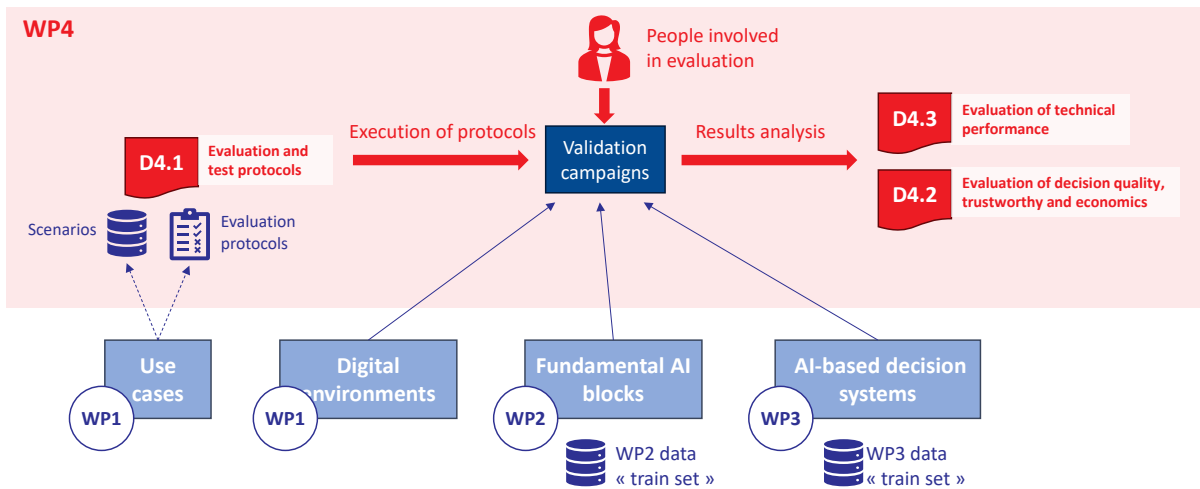 WP4
People involved
in evaluation
D4.1
Evaluation and
test protocols
Execution of protocols
Validation
campaigns
Results analysis
D4.3
Evaluation of technical
performance
D4.2
Evaluation of decision quality,
trustworthy and economics
Scenarios
Evaluation
protocols
Use
cases
WP1
Digital
environments
WP1
Fundamental AI
blocks
WP2
AI-based decision
systems
WP3
WP2 data
« train set »
WP3 data
« train set »